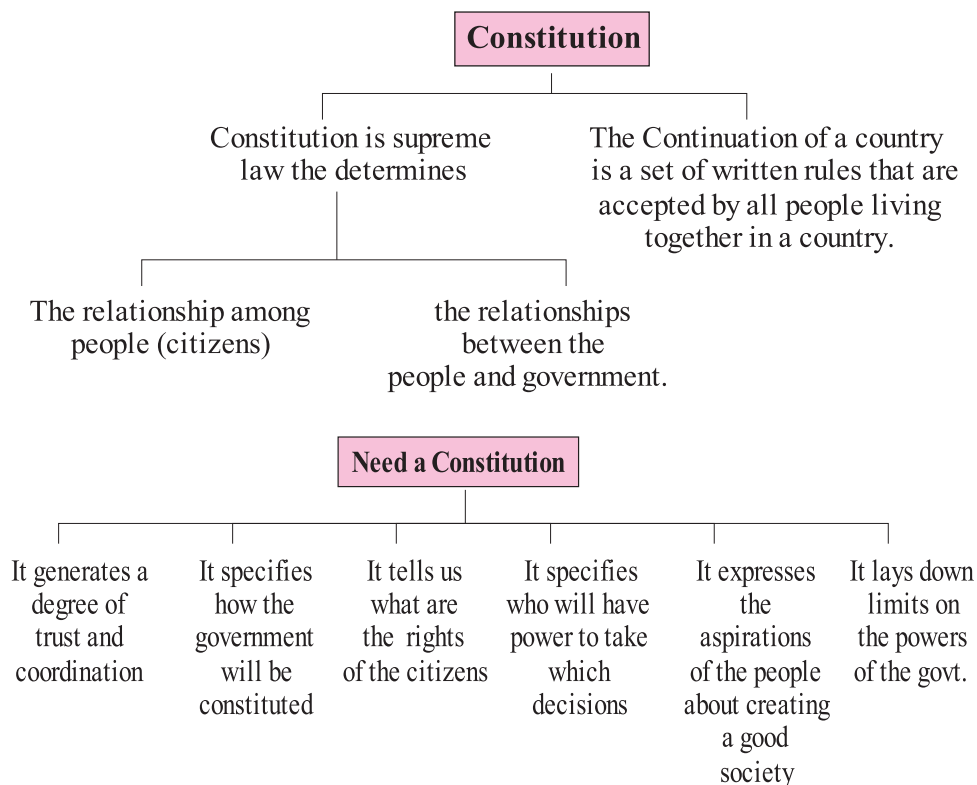 Constitution
Constitution is supreme
law the determines
The Continuation of a country
is a set of written rules that are
accepted by all people living
together in a country.
The relationship among
people (citizens)
the relationships
between the
people and government.
Need a Constitution
It generates a
degree of
trust and
coordination
It specifies
how the
government
will be
constituted
It tells us
what are
the rights
of the citizens
It specifies
who will have
power to take
which
decisions
It expresses
the
aspirations
of the people
about creating
a good
society
It lays down
limits on
the powers
of the govt.